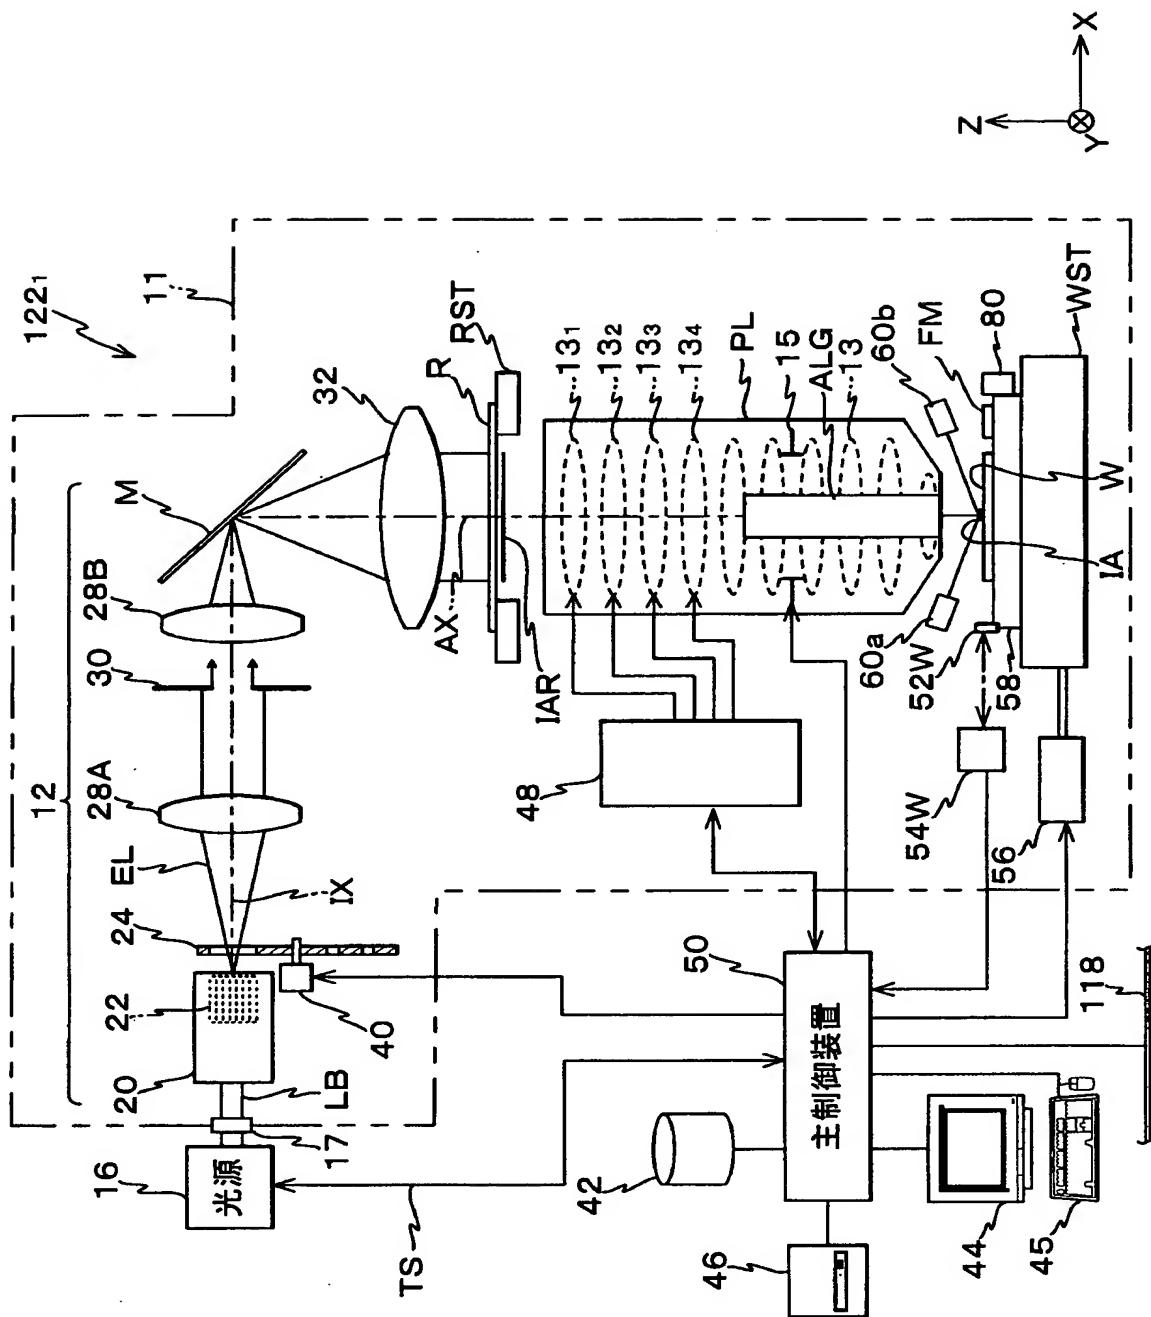 122₁
11
12
M
28B
30
28A
EL
IX
24
22
20
LB
17
16
光源
TS
40
32
R
RST
AX
IAR
13₁
13₂
13₃
13₄
PL
15
ALG
13
48
60b
FM
80
WST
W
IA
60a
52W
58
54W
56
50
主制御装置
42
46
44
45
118
Z
X
Y